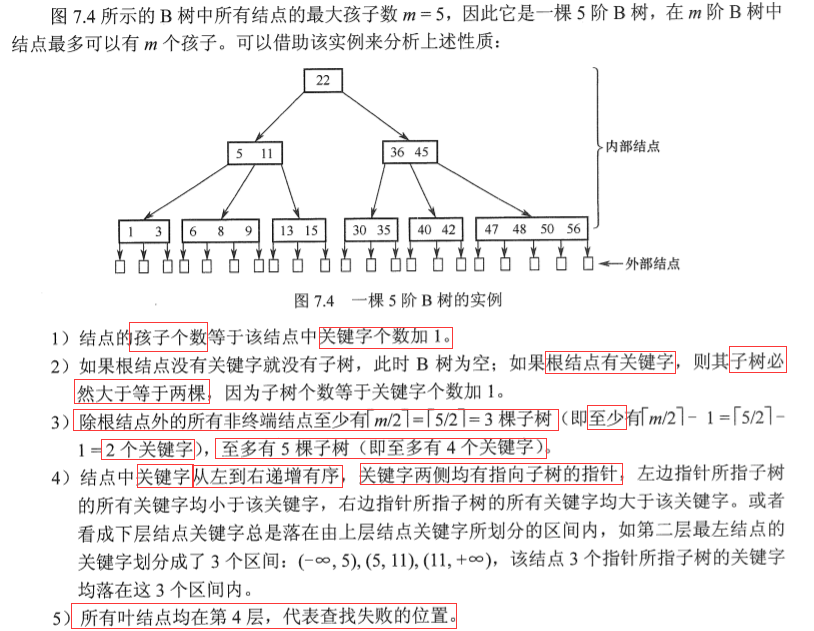 图 7.4 所示的 B 树中所有结点的最大孩子数 m = 5，因此它是一棵 5 阶 B 树，在 m 阶 B 树中
结点最多可以有 m 个孩子。可以借助该实例来分析上述性质：
22
5 11
36 45
内部结点
1 3
6 8 9
13 15
30 35
40 42
47 48 50 56
外部结点
图 7.4 一棵 5 阶 B 树的实例
1）结点的孩子个数等于该结点中关键字个数加 1。
2）如果根结点没有关键字就没有子树，此时 B 树为空；如果根结点有关键字，则其子树必
然大于等于两棵，因为子树个数等于关键字个数加 1。
3）除根结点外的所有非终端结点至少有⌈m/2⌉=⌈5/2⌉= 3 棵子树（即至少有⌈m/2⌉− 1 =⌈5/2⌉−
1 = 2 个关键字），至多有 5 棵子树（即至多有 4 个关键字）。
4）结点中关键字从左到右递增有序，关键字两侧均有指向子树的指针，左边指针所指子树
的所有关键字均小于该关键字，右边指针所指子树的所有关键字均大于该关键字。或者
看成下层结点关键字总是落在由上层结点关键字所划分的区间内，如第二层最左结点的
关键字划分成了 3 个区间：(−∞, 5), (5, 11), (11, +∞)，该结点 3 个指针所指子树的关键字
均落在这 3 个区间内。
5）所有叶结点均在第 4 层，代表查找失败的位置。